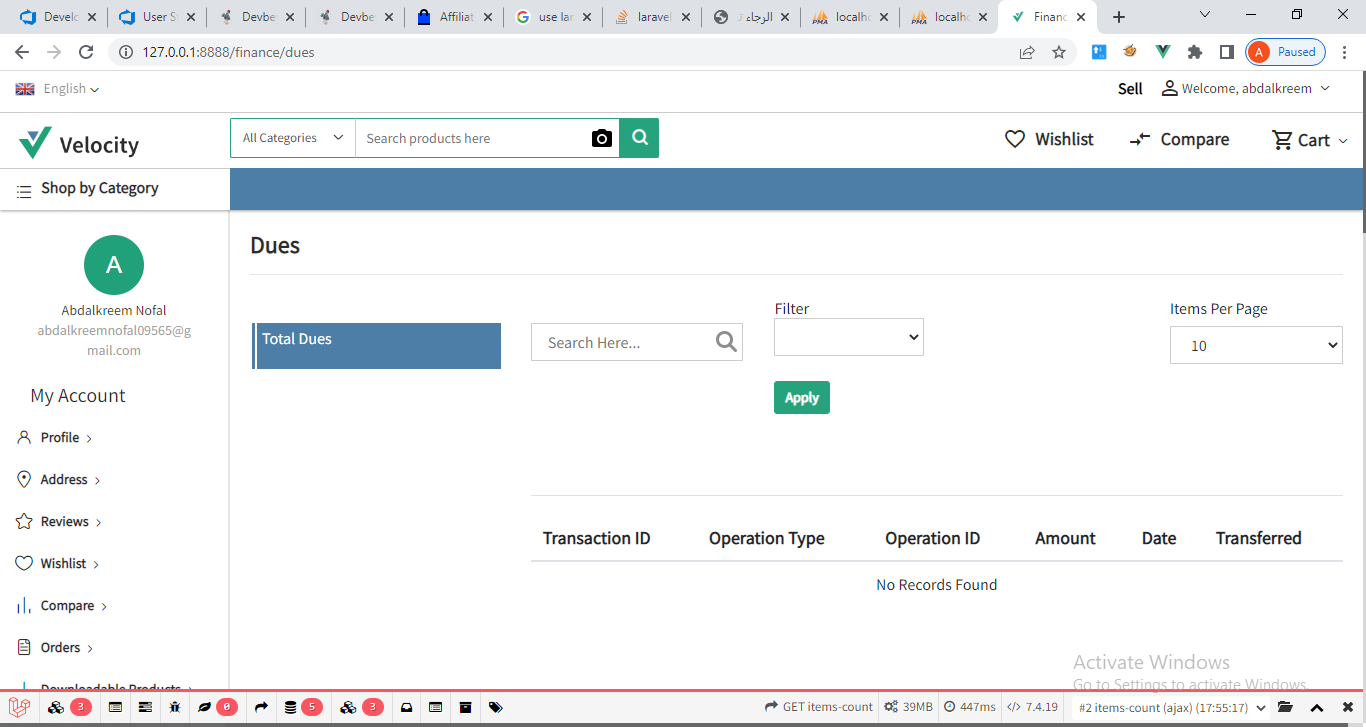 Develo
User S
Devbe
Devbe
Affiliat
use lar
laravel
الرجاء
localho
localho
Financ
127.0.0.1:8888/finance/dues
A
Paused
English
Sell
Welcome, abdalkreem
Velocity
All Categories
Search products here
Wishlist
Compare
Cart
Shop by Category
A
Abdalkreem Nofal
abdalkreemnofal09565@g
mail.com
My Account
Profile
Address
Reviews
Wishlist
Compare
Orders
Downloadable Products
Dues
Total Dues
Search Here...
Filter
Items Per Page
10
Apply
Transaction ID Operation Type Operation ID Amount Date Transferred
No Records Found
Activate Windows
Go to Settings to activate Windows.
3
0
5
3
GET items-count
39MB
447ms
7.4.19
#2 items-count (ajax) (17:55:17)